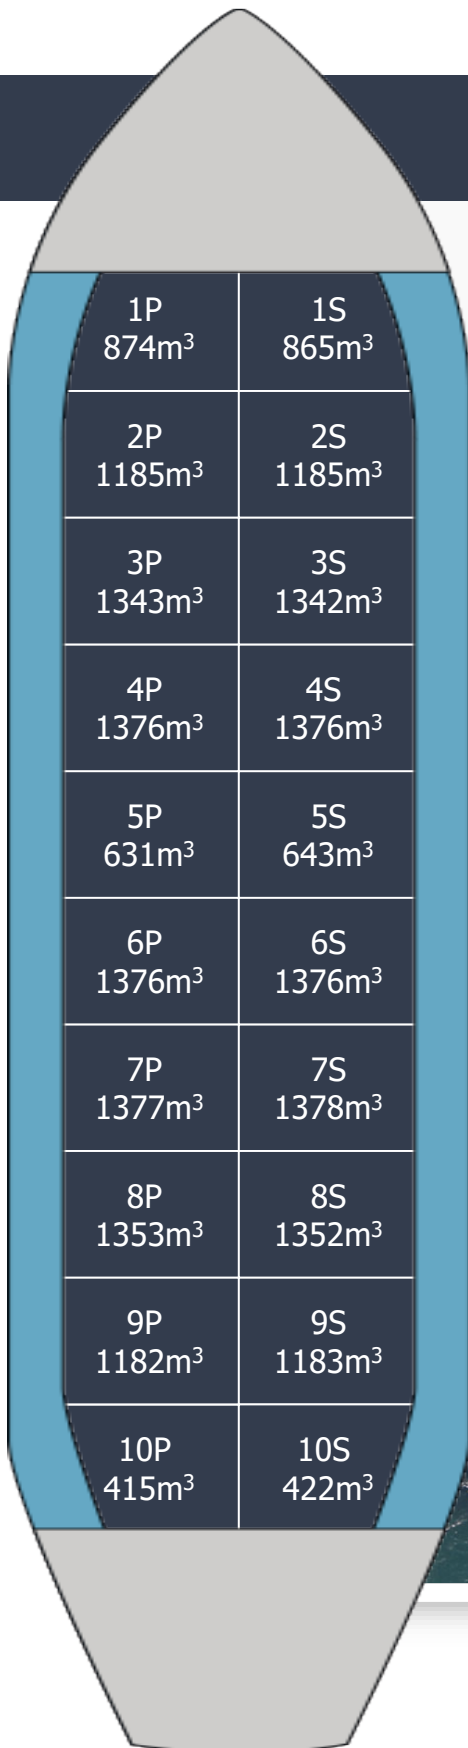 1P
874m³
1S
865m³
2P
1185m³
2S
1185m³
3P
1343m³
3S
1342m³
4P
1376m³
4S
1376m³
5P
631m³
5S
643m³
6P
1376m³
6S
1376m³
7P
1377m³
7S
1378m³
8P
1353m³
8S
1352m³
9P
1182m³
9S
1183m³
10P
415m³
10S
422m³